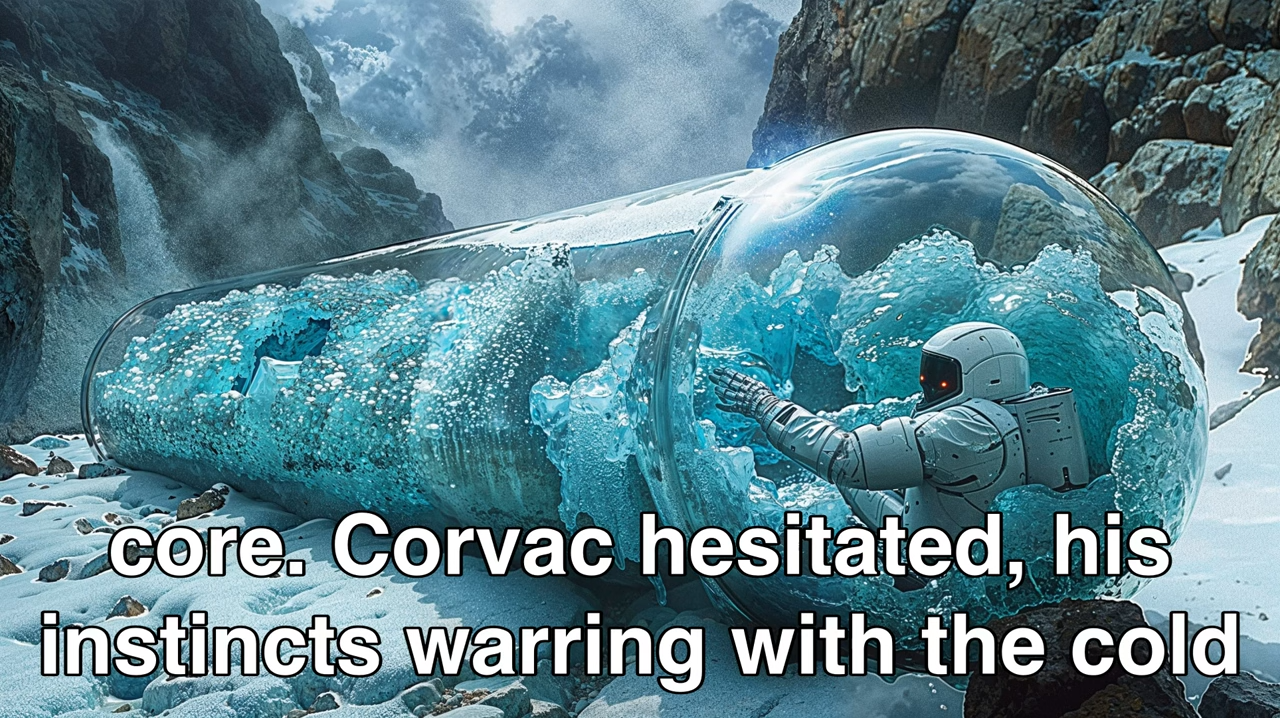 core. Corvac hesitated, his
instincts warring with the cold